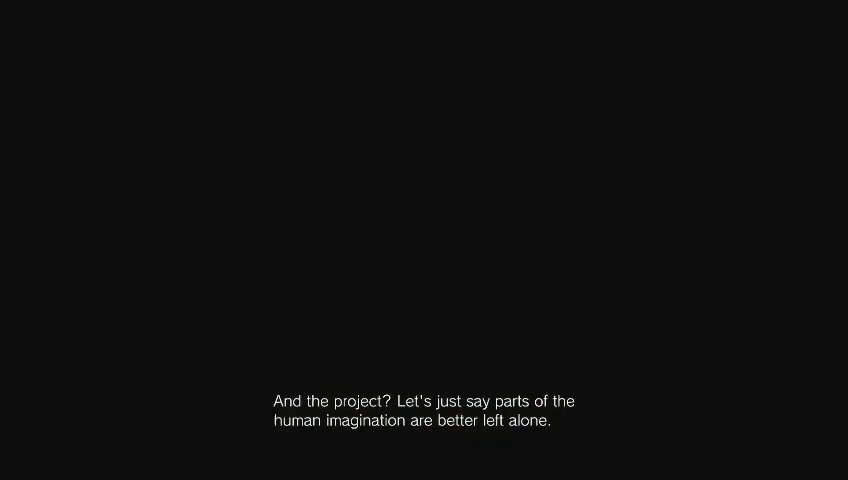 And the project? Let's just say parts of the
human imagination are better left alone.